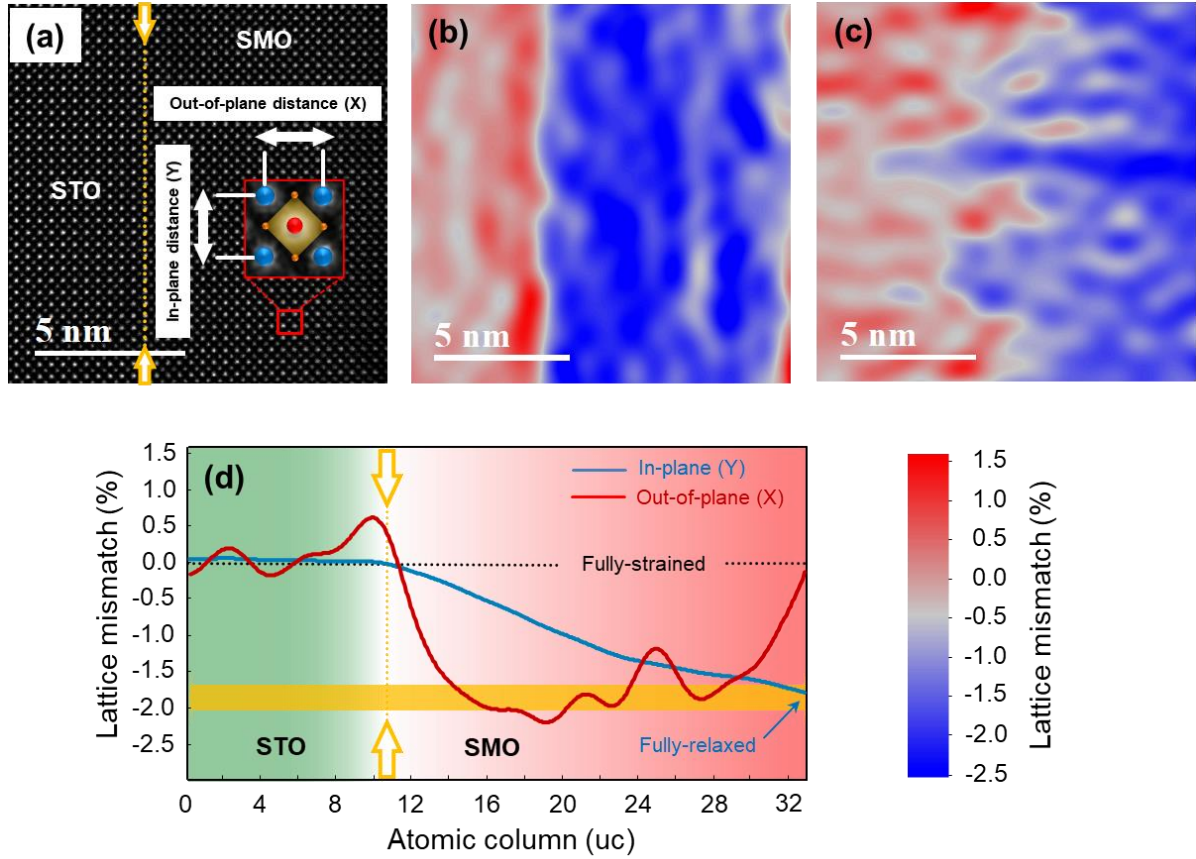 (a)
SMO
Out-of-plane distance (X)
In-plane distance (Y)
STO
5 nm
(b)
5 nm
(c)
5 nm
(d)
In-plane (Y)
Out-of-plane (X)
Fully-strained
Fully-relaxed
STO
SMO
Lattice mismatch (%)
1.5
1.0
0.5
0.0
-0.5
-1.0
-1.5
-2.0
-2.5
0 4 8 12 16 20 24 28 32
Atomic column (uc)
1.5
1.0
0.5
0.0
-0.5
-1.0
-1.5
-2.0
-2.5
Lattice mismatch (%)